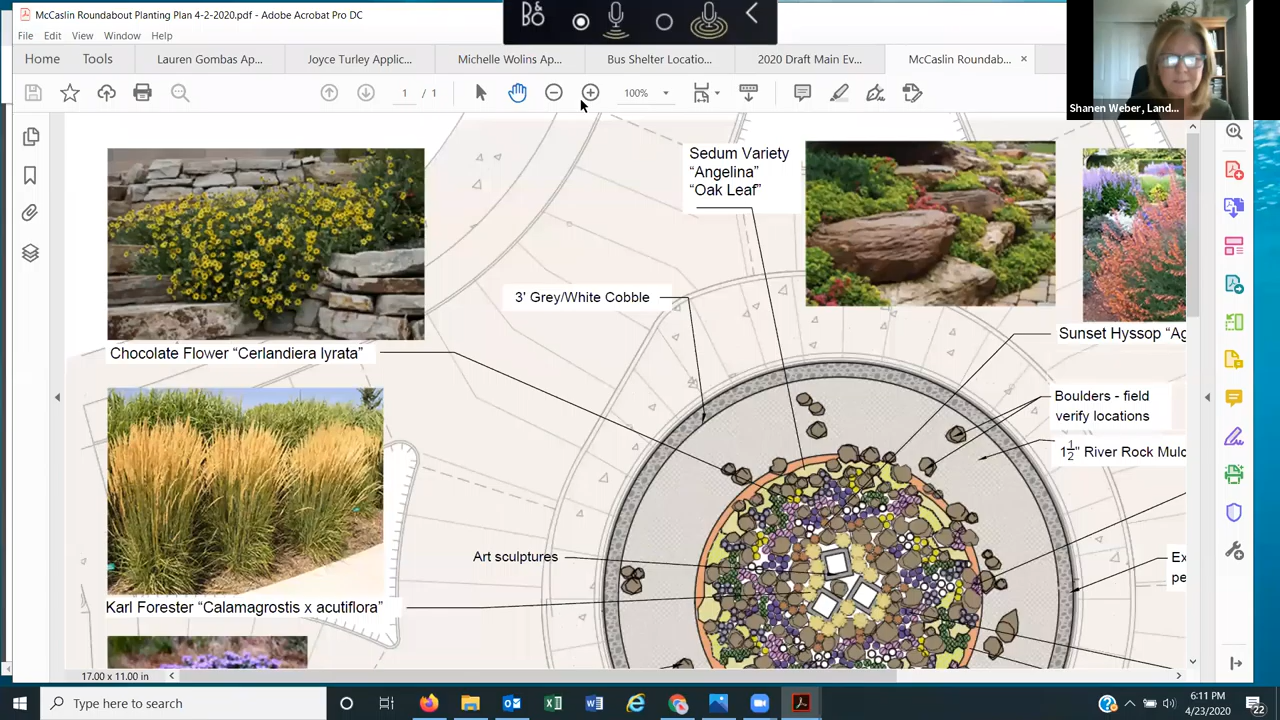 McCaslin Roundabout Planting Plan 4-2-2020.pdf - Adobe Acrobat Pro DC
B&O
File Edit View Window Help
Home Tools Lauren Gombas Ap... Joyce Turley Applic... Michelle Wolins Ap... Bus Shelter Locatio... 2020 Draft Main Ev... McCaslin Roundab... ×
1 / 1 100%
Shanen Weber, Land...
Sedum Variety
“Angelina”
“Oak Leaf”
3' Grey/White Cobble
Sunset Hyssop “Ag
Chocolate Flower “Cerlandiera lyrata”
Boulders - field
verify locations
1 1/2" River Rock Mulc
Art sculptures
Ex
pe
Karl Forester “Calamagrostis x acutiflora”
17.00 x 11.00 in
Type here to search
6:11 PM
4/23/2020
22